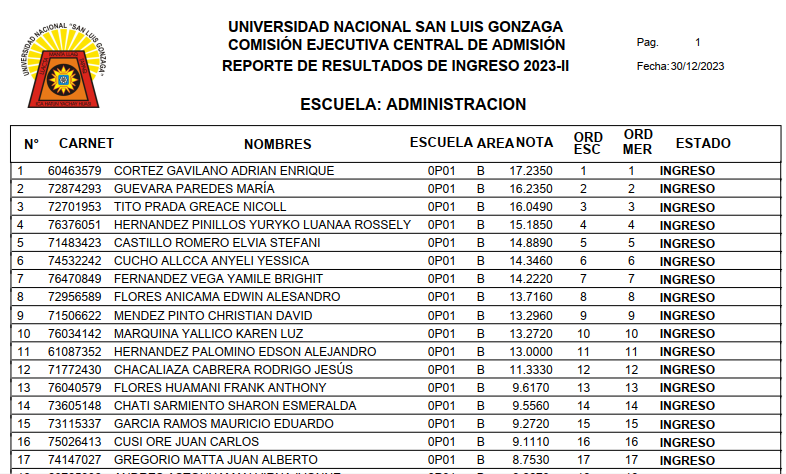 UNIVERSIDAD NACIONAL "SAN LUIS GONZAGA"
UNIVERSIDAD NACIONAL SAN LUIS GONZAGA
COMISIÓN EJECUTIVA CENTRAL DE ADMISIÓN
REPORTE DE RESULTADOS DE INGRESO 2023-II
Pag. 1
Fecha: 30/12/2023
ESCUELA: ADMINISTRACION
N° CARNET NOMBRES ESCUELA AREA NOTA ORD ESC ORD MER ESTADO
1 60463579 CORTEZ GAVILANO ADRIAN ENRIQUE 0P01 B 17.2350 1 1 INGRESO
2 72874293 GUEVARA PAREDES MARÍA 0P01 B 16.2350 2 2 INGRESO
3 72701953 TITO PRADA GREACE NICOLL 0P01 B 16.0490 3 3 INGRESO
4 76376051 HERNANDEZ PINILLOS YURYKO LUANAA ROSSELY 0P01 B 15.1850 4 4 INGRESO
5 71483423 CASTILLO ROMERO ELVIA STEFANI 0P01 B 14.8890 5 5 INGRESO
6 74532242 CUCHO ALLCCA ANYELI YESSICA 0P01 B 14.3460 6 6 INGRESO
7 76470849 FERNANDEZ VEGA YAMILE BRIGHIT 0P01 B 14.2220 7 7 INGRESO
8 72956589 FLORES ANICAMA EDWIN ALESANDRO 0P01 B 13.7160 8 8 INGRESO
9 71506622 MENDEZ PINTO CHRISTIAN DAVID 0P01 B 13.2960 9 9 INGRESO
10 76034142 MARQUINA YALLICO KAREN LUZ 0P01 B 13.2720 10 10 INGRESO
11 61087352 HERNANDEZ PALOMINO EDSON ALEJANDRO 0P01 B 13.0000 11 11 INGRESO
12 71772430 CHACALIAZA CABRERA RODRIGO JESÚS 0P01 B 11.3330 12 12 INGRESO
13 76040579 FLORES HUAMANI FRANK ANTHONY 0P01 B 9.6170 13 13 INGRESO
14 73605148 CHATI SARMIENTO SHARON ESMERALDA 0P01 B 9.5560 14 14 INGRESO
15 73115337 GARCIA RAMOS MAURICIO EDUARDO 0P01 B 9.2720 15 15 INGRESO
16 75026413 CUSI ORE JUAN CARLOS 0P01 B 9.1110 16 16 INGRESO
17 74147027 GREGORIO MATTA JUAN ALBERTO 0P01 B 8.7530 17 17 INGRESO